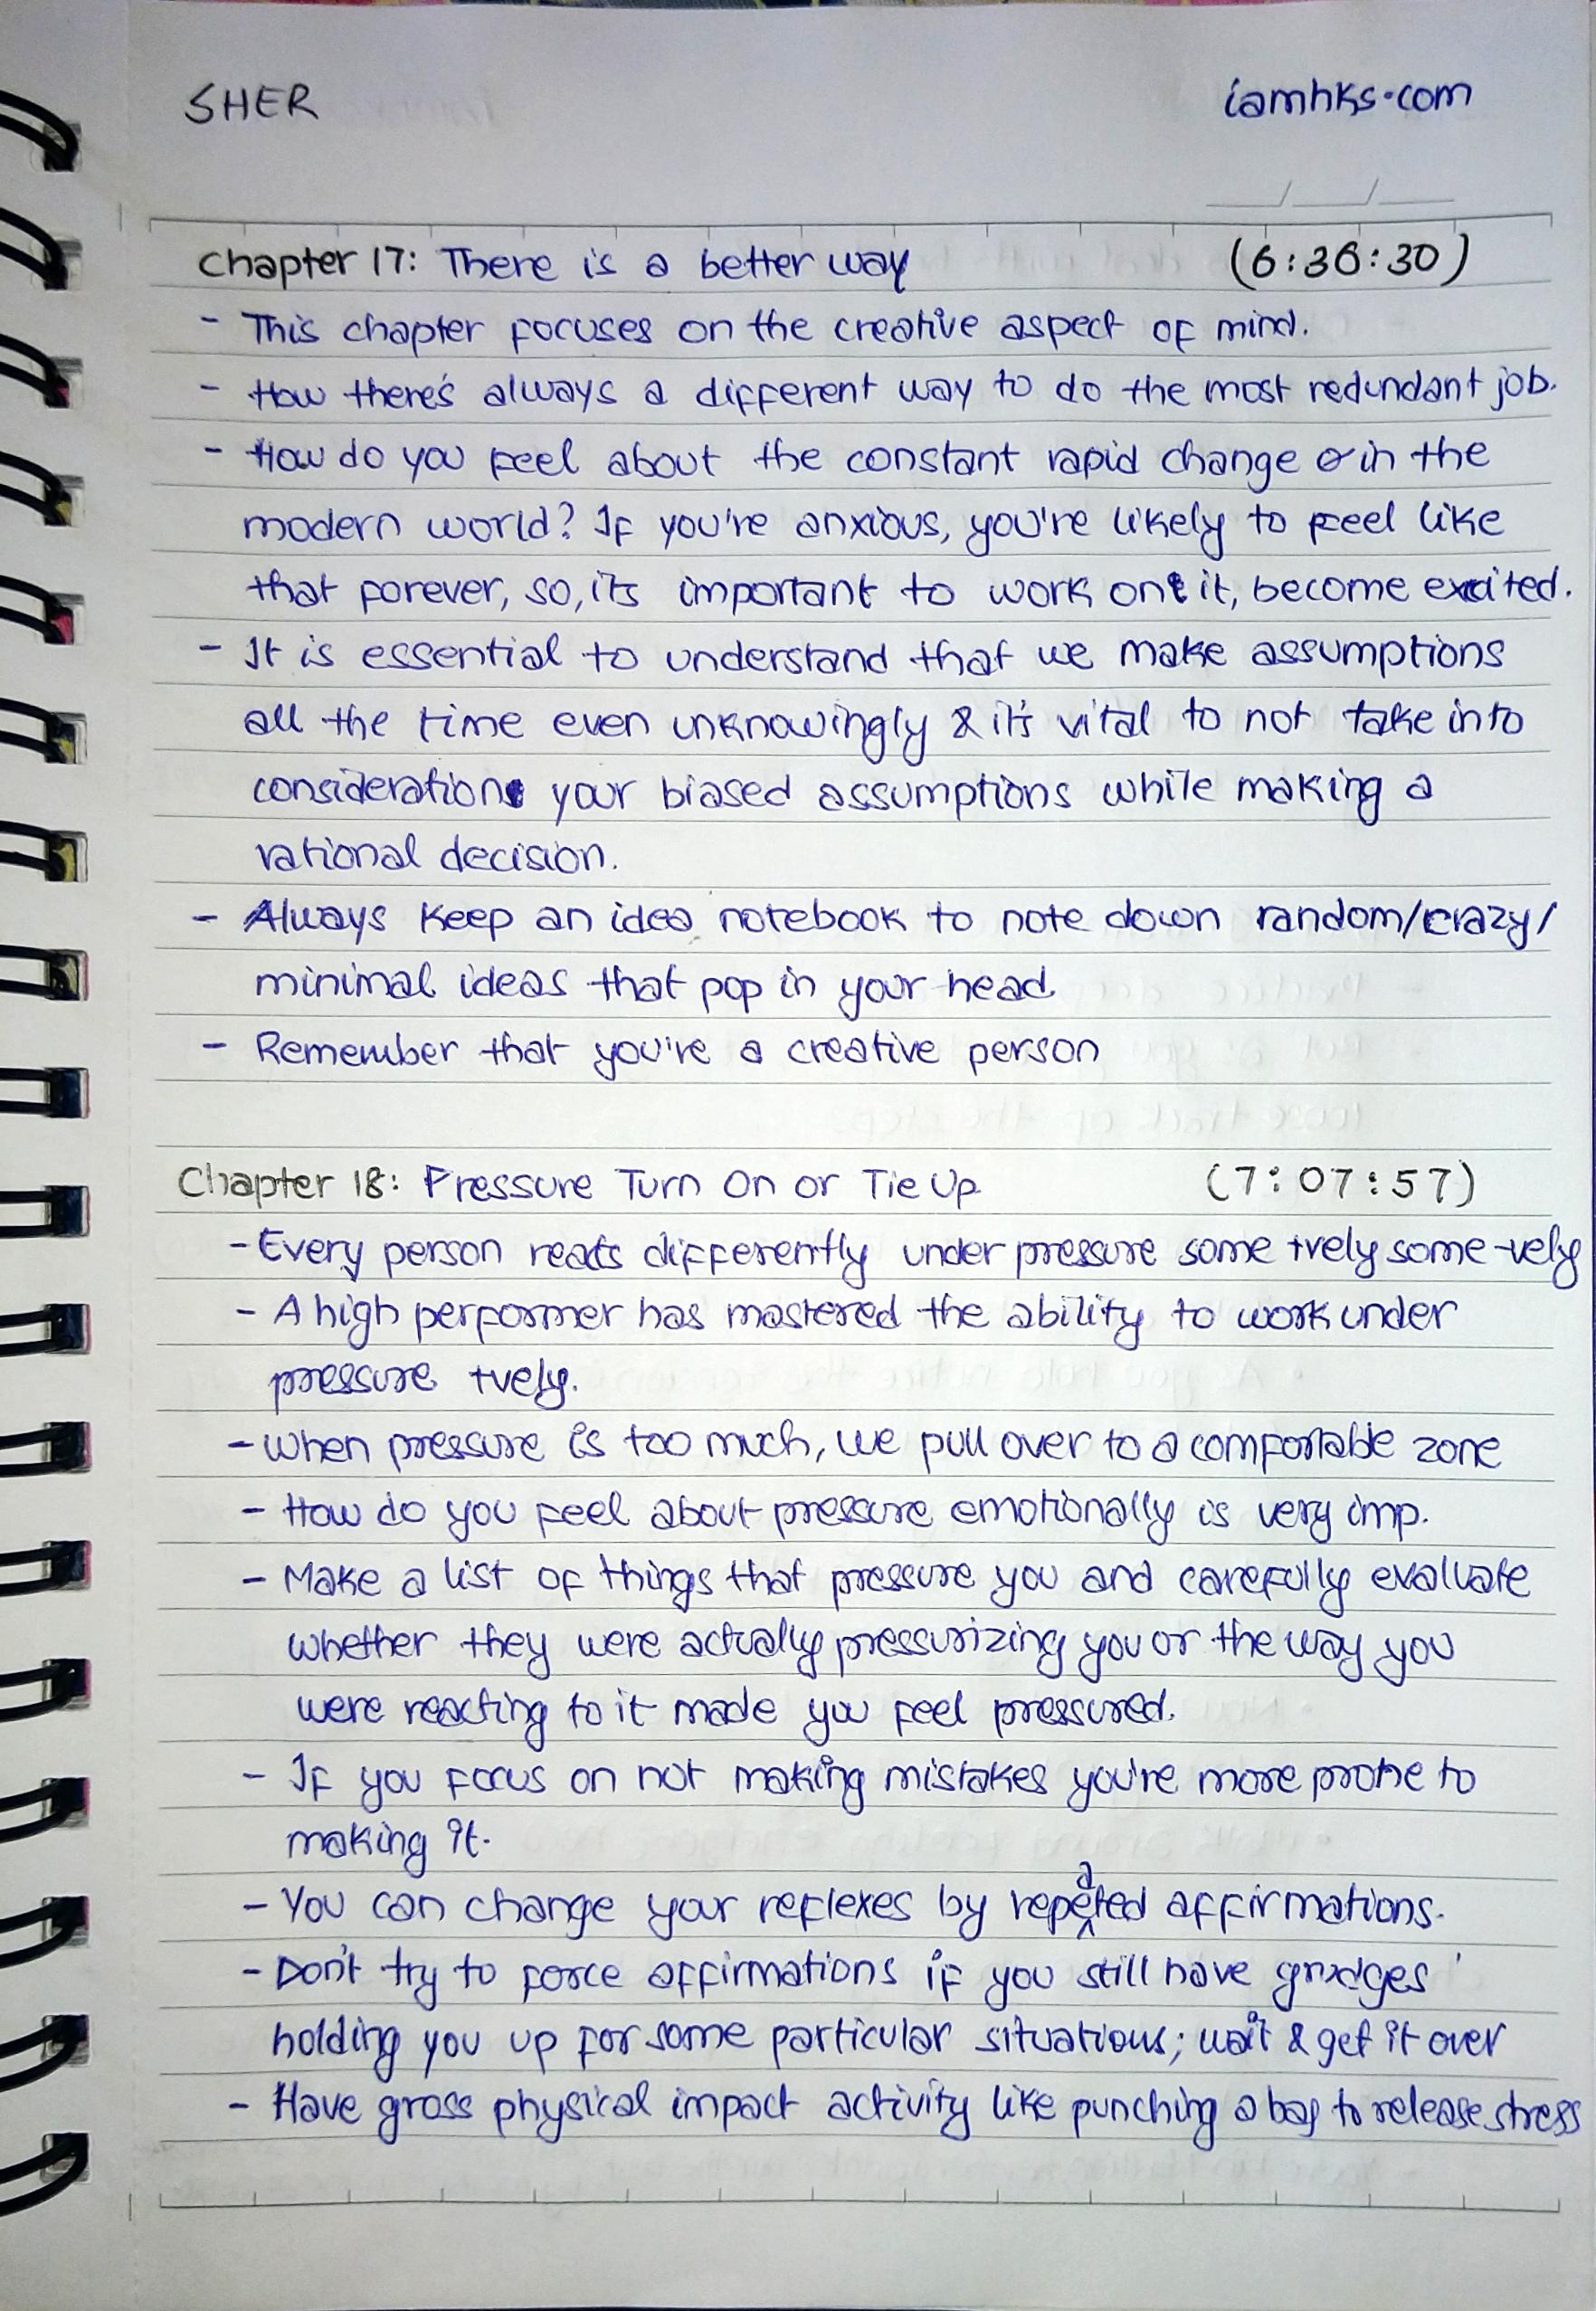 SHER
iamhks.com
Chapter 17: There is a better way (6:36:30)
- This chapter focuses on the creative aspect of mind.
- How there's always a different way to do the most redundant job.
- How do you feel about the constant rapid change in the
modern world? If you're anxious, you're likely to feel like
that forever, so, its important to work on it, become excited.
- It is essential to understand that we make assumptions
all the time even unknowingly & it's vital to not take into
consideration your biased assumptions while making a
rational decision.
- Always keep an idea notebook to note down random/crazy/
minimal ideas that pop in your head.
- Remember that you're a creative person
Chapter 18: Pressure Turn On or Tie Up (7:07:57)
- Every person reacts differently under pressure some +vely some -vely
- A high performer has mastered the ability to work under
pressure +vely.
- When pressure is too much, we pull over to a comfortable zone
- How do you feel about pressure emotionally is very imp.
- Make a list of things that pressure you and carefully evaluate
whether they were actually pressurizing you or the way you
were reacting to it made you feel pressured.
- If you focus on not making mistakes you're more prone to
making it.
- You can change your reflexes by repeated affirmations.
- Don't try to force affirmations if you still have grudges
holding you up for some particular situations; wait & get it over
- Have gross physical impact activity like punching a bag to release stress